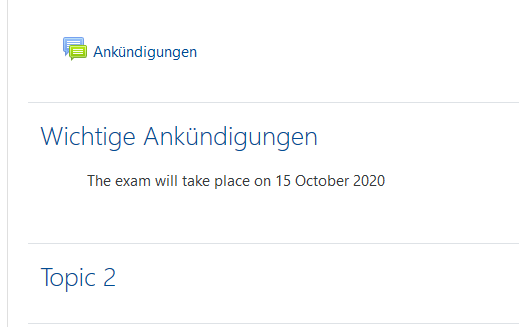 Ankündigungen
Wichtige Ankündigungen
The exam will take place on 15 October 2020
Topic 2